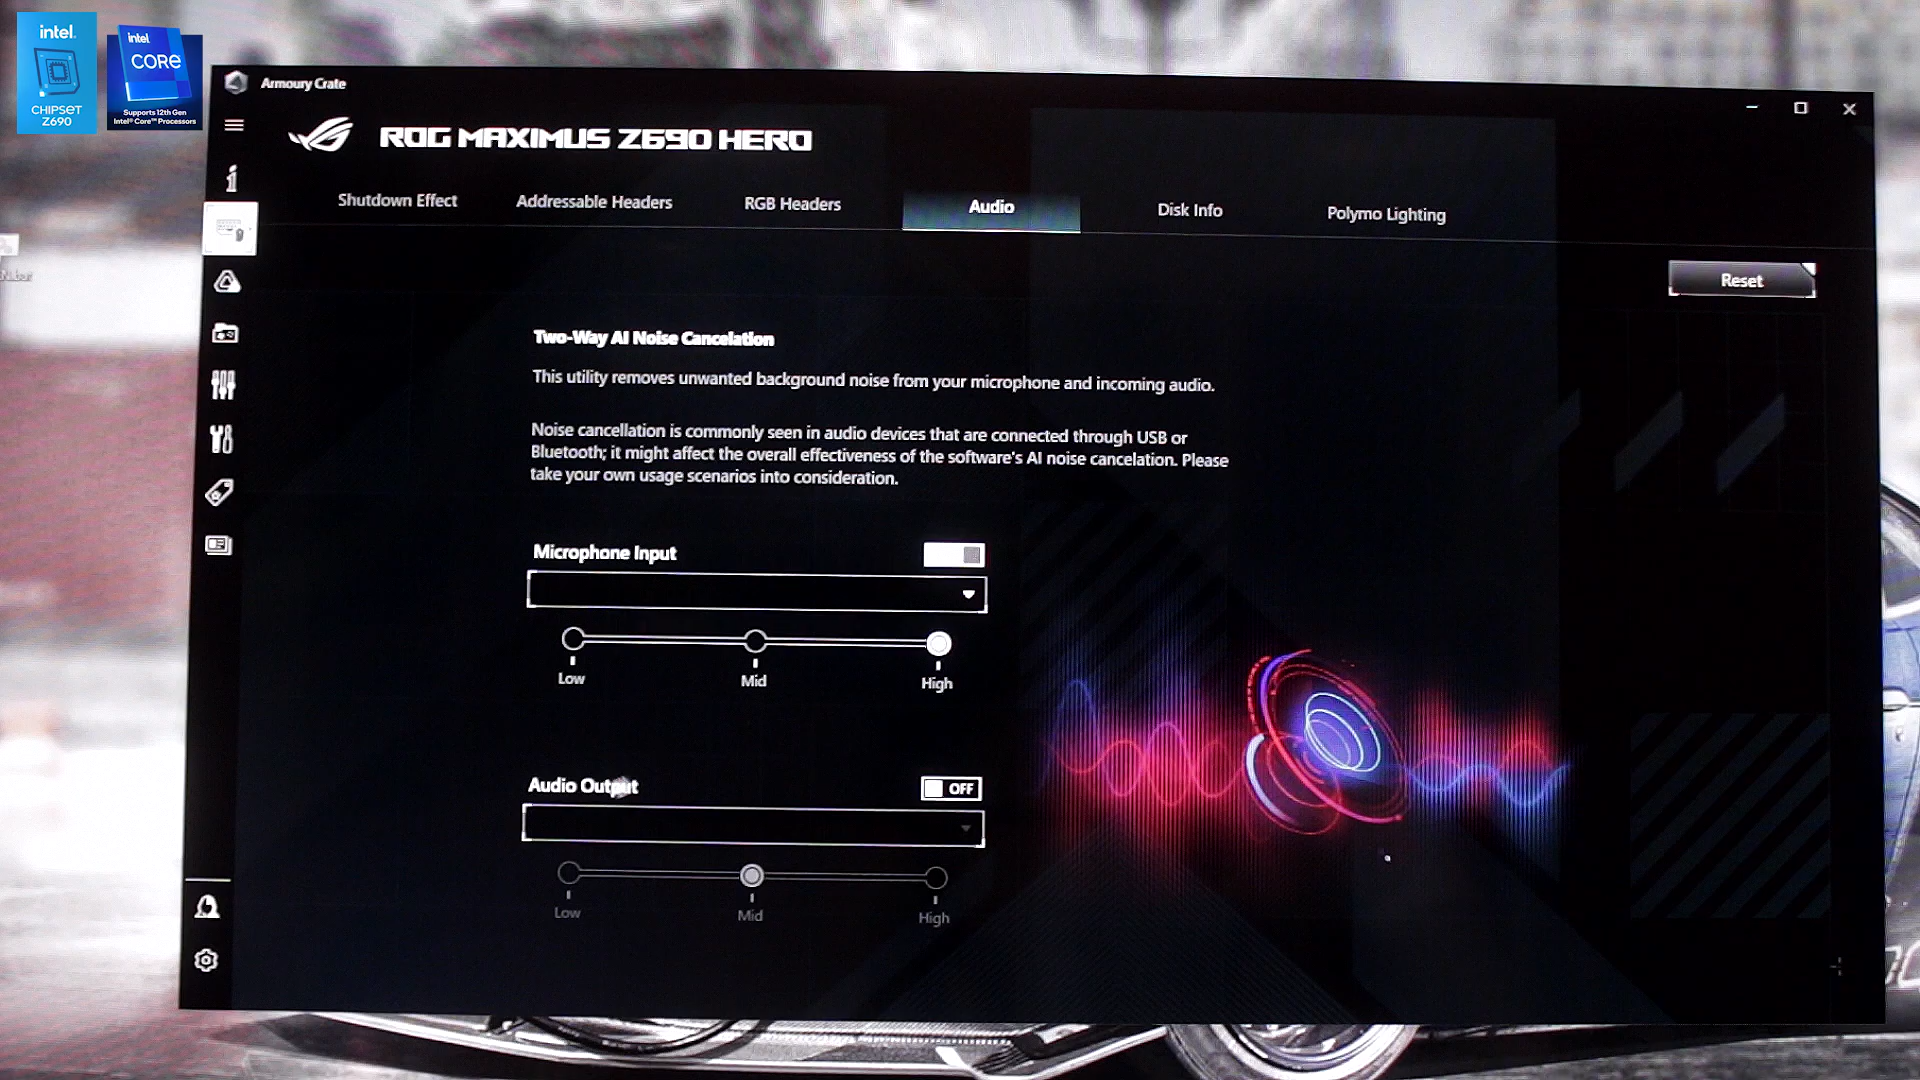 intel.
CHIPSET
Z690
intel
CORE
Supports 12th Gen
Intel® Core™ Processors
Armoury Crate
ROG MAXIMUS Z690 HERO
Shutdown Effect
Addressable Headers
RGB Headers
Audio
Disk Info
Polymo Lighting
Reset
Two-Way AI Noise Cancelation
This utility removes unwanted background noise from your microphone and incoming audio.
Noise cancellation is commonly seen in audio devices that are connected through USB or
Bluetooth; it might affect the overall effectiveness of the software's AI noise cancelation. Please
take your own usage scenarios into consideration.
Microphone Input
Low
Mid
High
Audio Output
OFF
Low
Mid
High